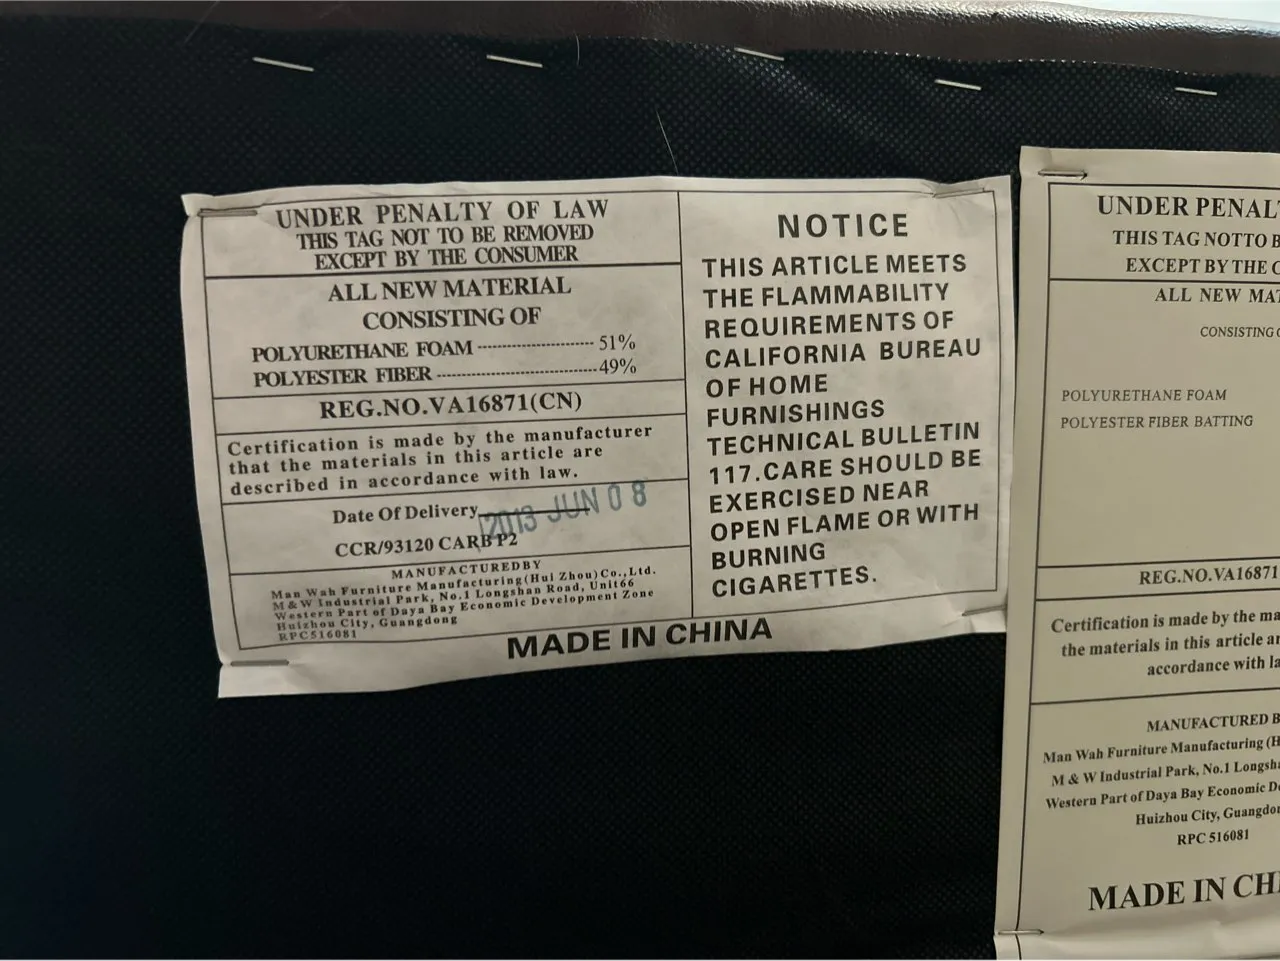 UNDER PENALTY OF LAW
THIS TAG NOT TO BE REMOVED
EXCEPT BY THE CONSUMER
ALL NEW MATERIAL
CONSISTING OF
POLYURETHANE FOAM ---------------------- 51%
POLYESTER FIBER ------------------------------ 49%
REG.NO.VA16871(CN)
Certification is made by the manufacturer
that the materials in this article are
described in accordance with law.
Date Of Delivery
2013 JUN 08
CCR/93120 CARB P2
MANUFACTUREDBY
Man Wah Furniture Manufacturing(Hui Zhou)Co.,Ltd.
M & W Industrial Park, No.1 Longshan Road, Unit66
Western Part of Daya Bay Economic Development Zone
Huizhou City, Guangdong
RPC516081
NOTICE
THIS ARTICLE MEETS
THE FLAMMABILITY
REQUIREMENTS OF
CALIFORNIA BUREAU
OF HOME
FURNISHINGS
TECHNICAL BULLETIN
117.CARE SHOULD BE
EXERCISED NEAR
OPEN FLAME OR WITH
BURNING
CIGARETTES.
MADE IN CHINA
UNDER PENAL
THIS TAG NOTTO B
EXCEPT BY THE C
ALL NEW MA
CONSISTING
POLYURETHANE FOAM
POLYESTER FIBER BATTING
REG.NO.VA16871
Certification is made by the ma
the materials in this article ar
accordance with la
MANUFACTURED B
Man Wah Furniture Manufacturing (H
M & W Industrial Park, No.1 Longsh
Western Part of Daya Bay Economic D
Huizhou City, Guangdo
RPC 516081
MADE IN CHI